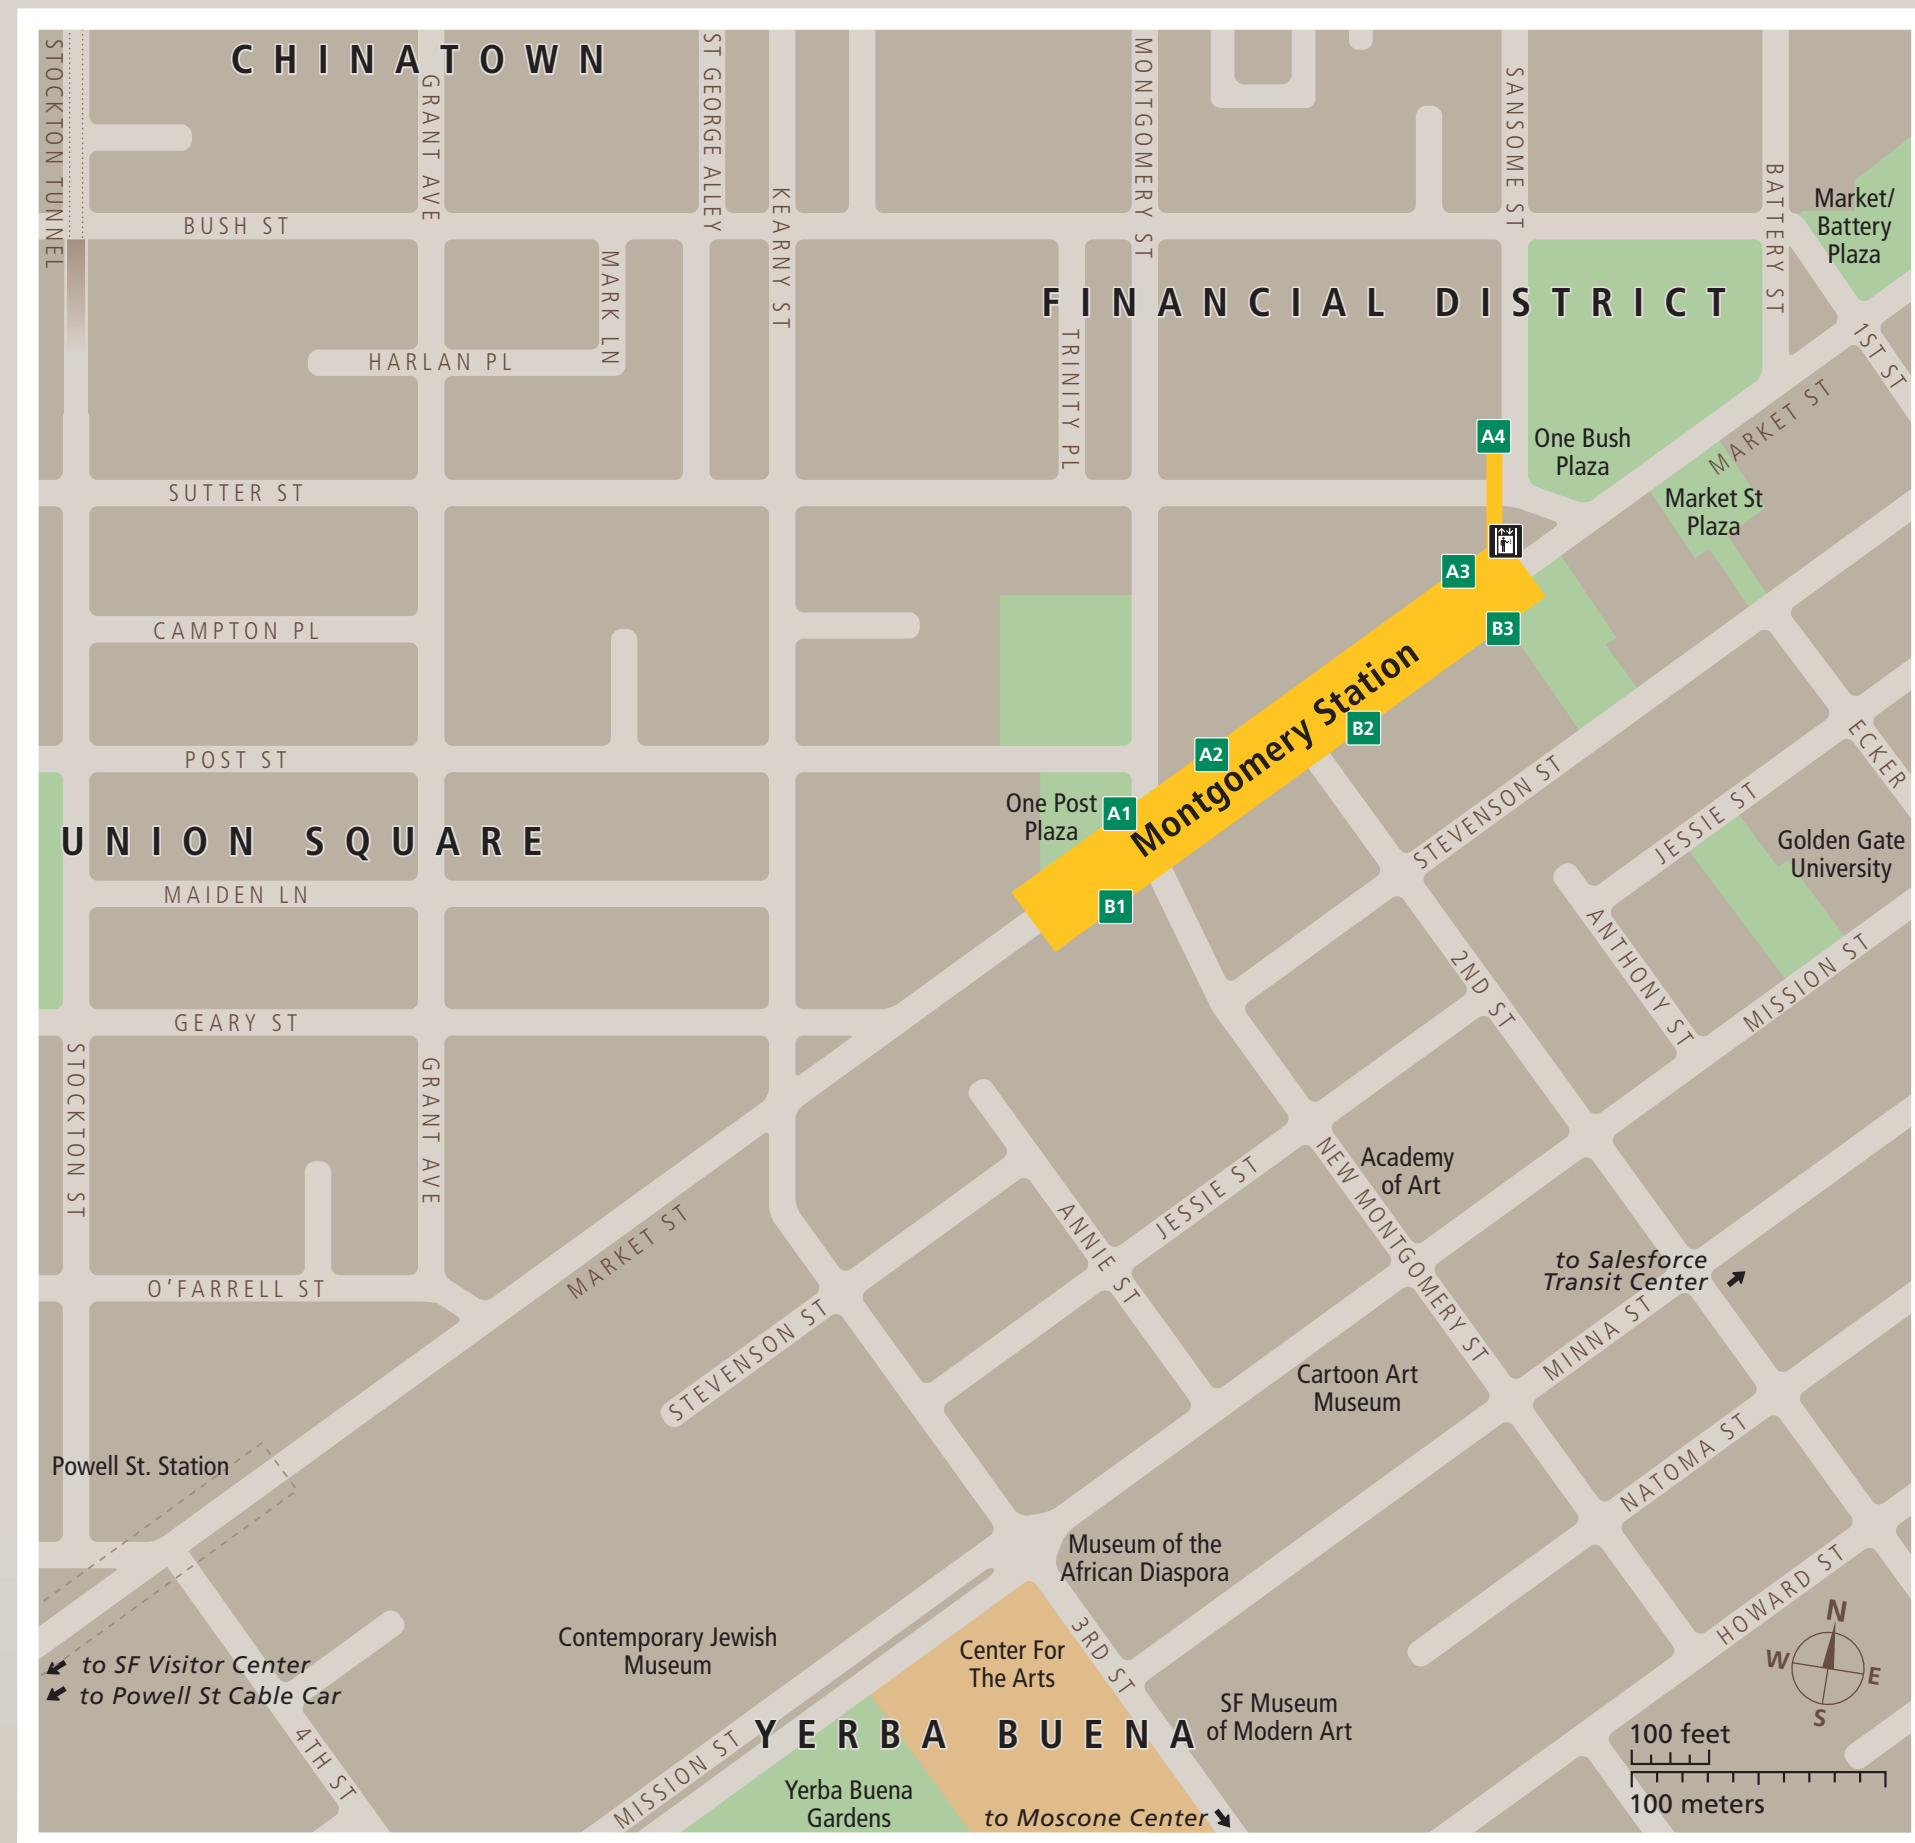 CHINATOWN
STOCKTON TUNNEL
GRANT AVE
ST GEORGE ALLEY
KEARNY ST
MONTGOMERY ST
SANSOME ST
BATTERY ST
Market/
Battery
Plaza
BUSH ST
MARK LN
FINANCIAL DISTRICT
1ST ST
HARLAN PL
TRINITY PL
MARKET ST
A4
One Bush
Plaza
SUTTER ST
Market St
Plaza
A3
B3
CAMPTON PL
Montgomery Station
A2
B2
POST ST
ECKER
STEVENSON ST
JESSIE ST
One Post
Plaza
A1
Golden Gate
University
UNION SQUARE
MAIDEN LN
B1
ANTHONY ST
2ND ST
MISSION ST
GEARY ST
STOCKTON ST
GRANT AVE
Academy
of Art
NEW MONTGOMERY ST
JESSIE ST
ANNIE ST
MARKET ST
to Salesforce
Transit Center
O'FARRELL ST
STEVENSON ST
MINNA ST
Cartoon Art
Museum
Powell St. Station
NATOMA ST
Museum of the
African Diaspora
HOWARD ST
Contemporary Jewish
Museum
Center For
The Arts
3RD ST
N
W
E
S
to SF Visitor Center
to Powell St Cable Car
SF Museum
of Modern Art
YERBA BUENA
4TH ST
MISSION ST
Yerba Buena
Gardens
to Moscone Center
100 feet
100 meters